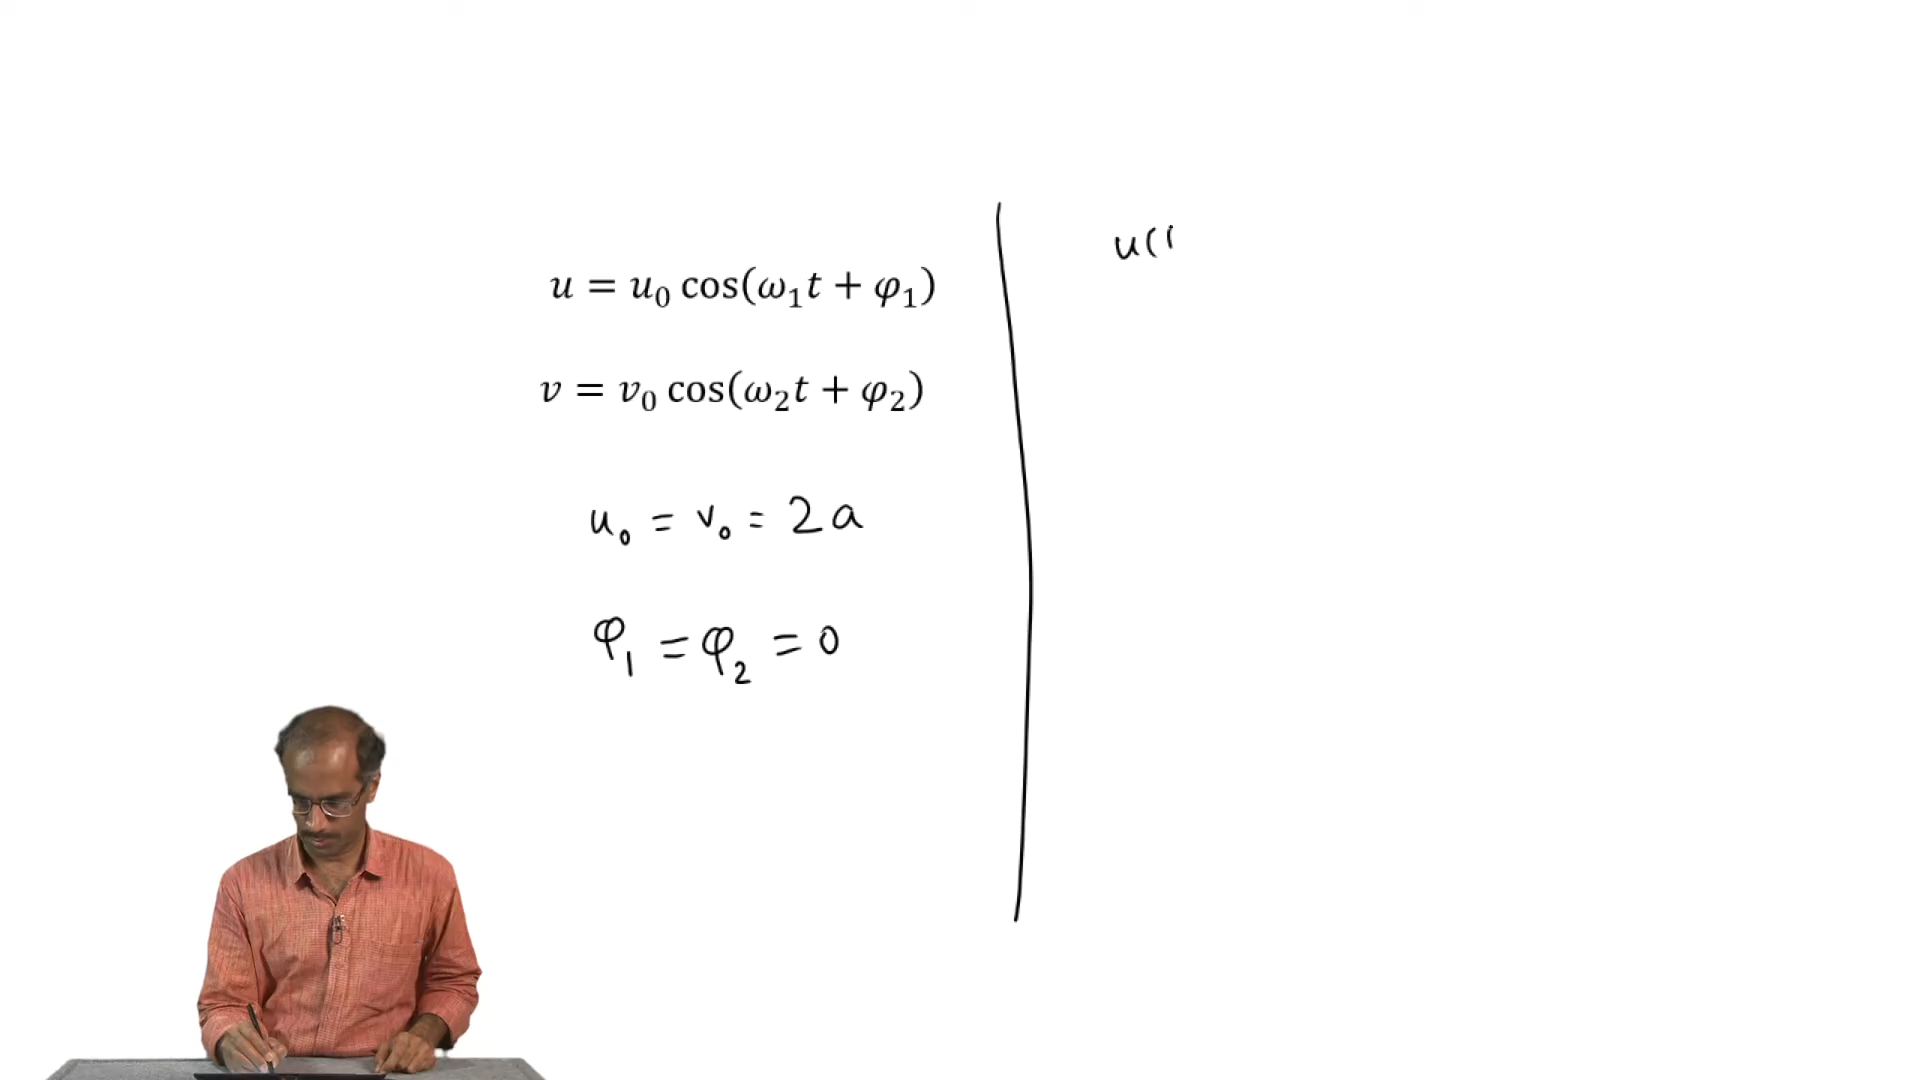 u = u₀ cos(ω₁t + φ₁)
v = v₀ cos(ω₂t + φ₂)
u₀ = v₀ = 2a
φ₁ = φ₂ = 0
u(